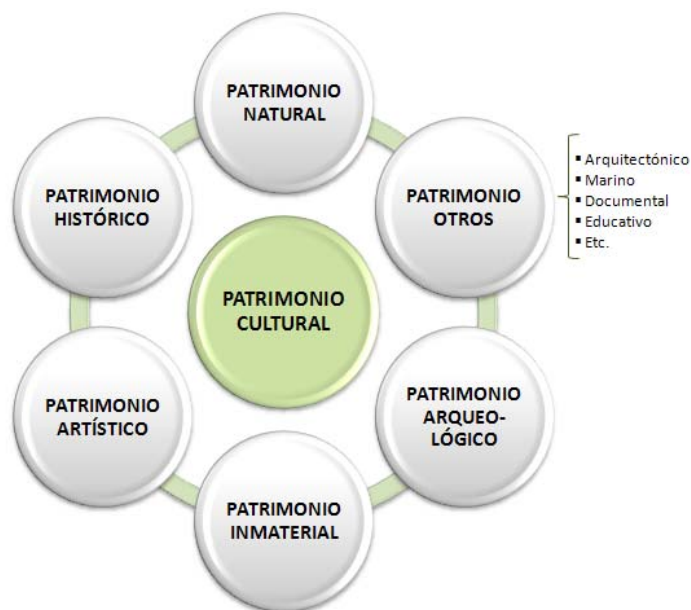 PATRIMONIO
NATURAL
PATRIMONIO
OTROS
▪ Arquitectónico
▪ Marino
▪ Documental
▪ Educativo
▪ Etc.
PATRIMONIO
ARQUEO-
LÓGICO
PATRIMONIO
INMATERIAL
PATRIMONIO
ARTÍSTICO
PATRIMONIO
HISTÓRICO
PATRIMONIO
CULTURAL